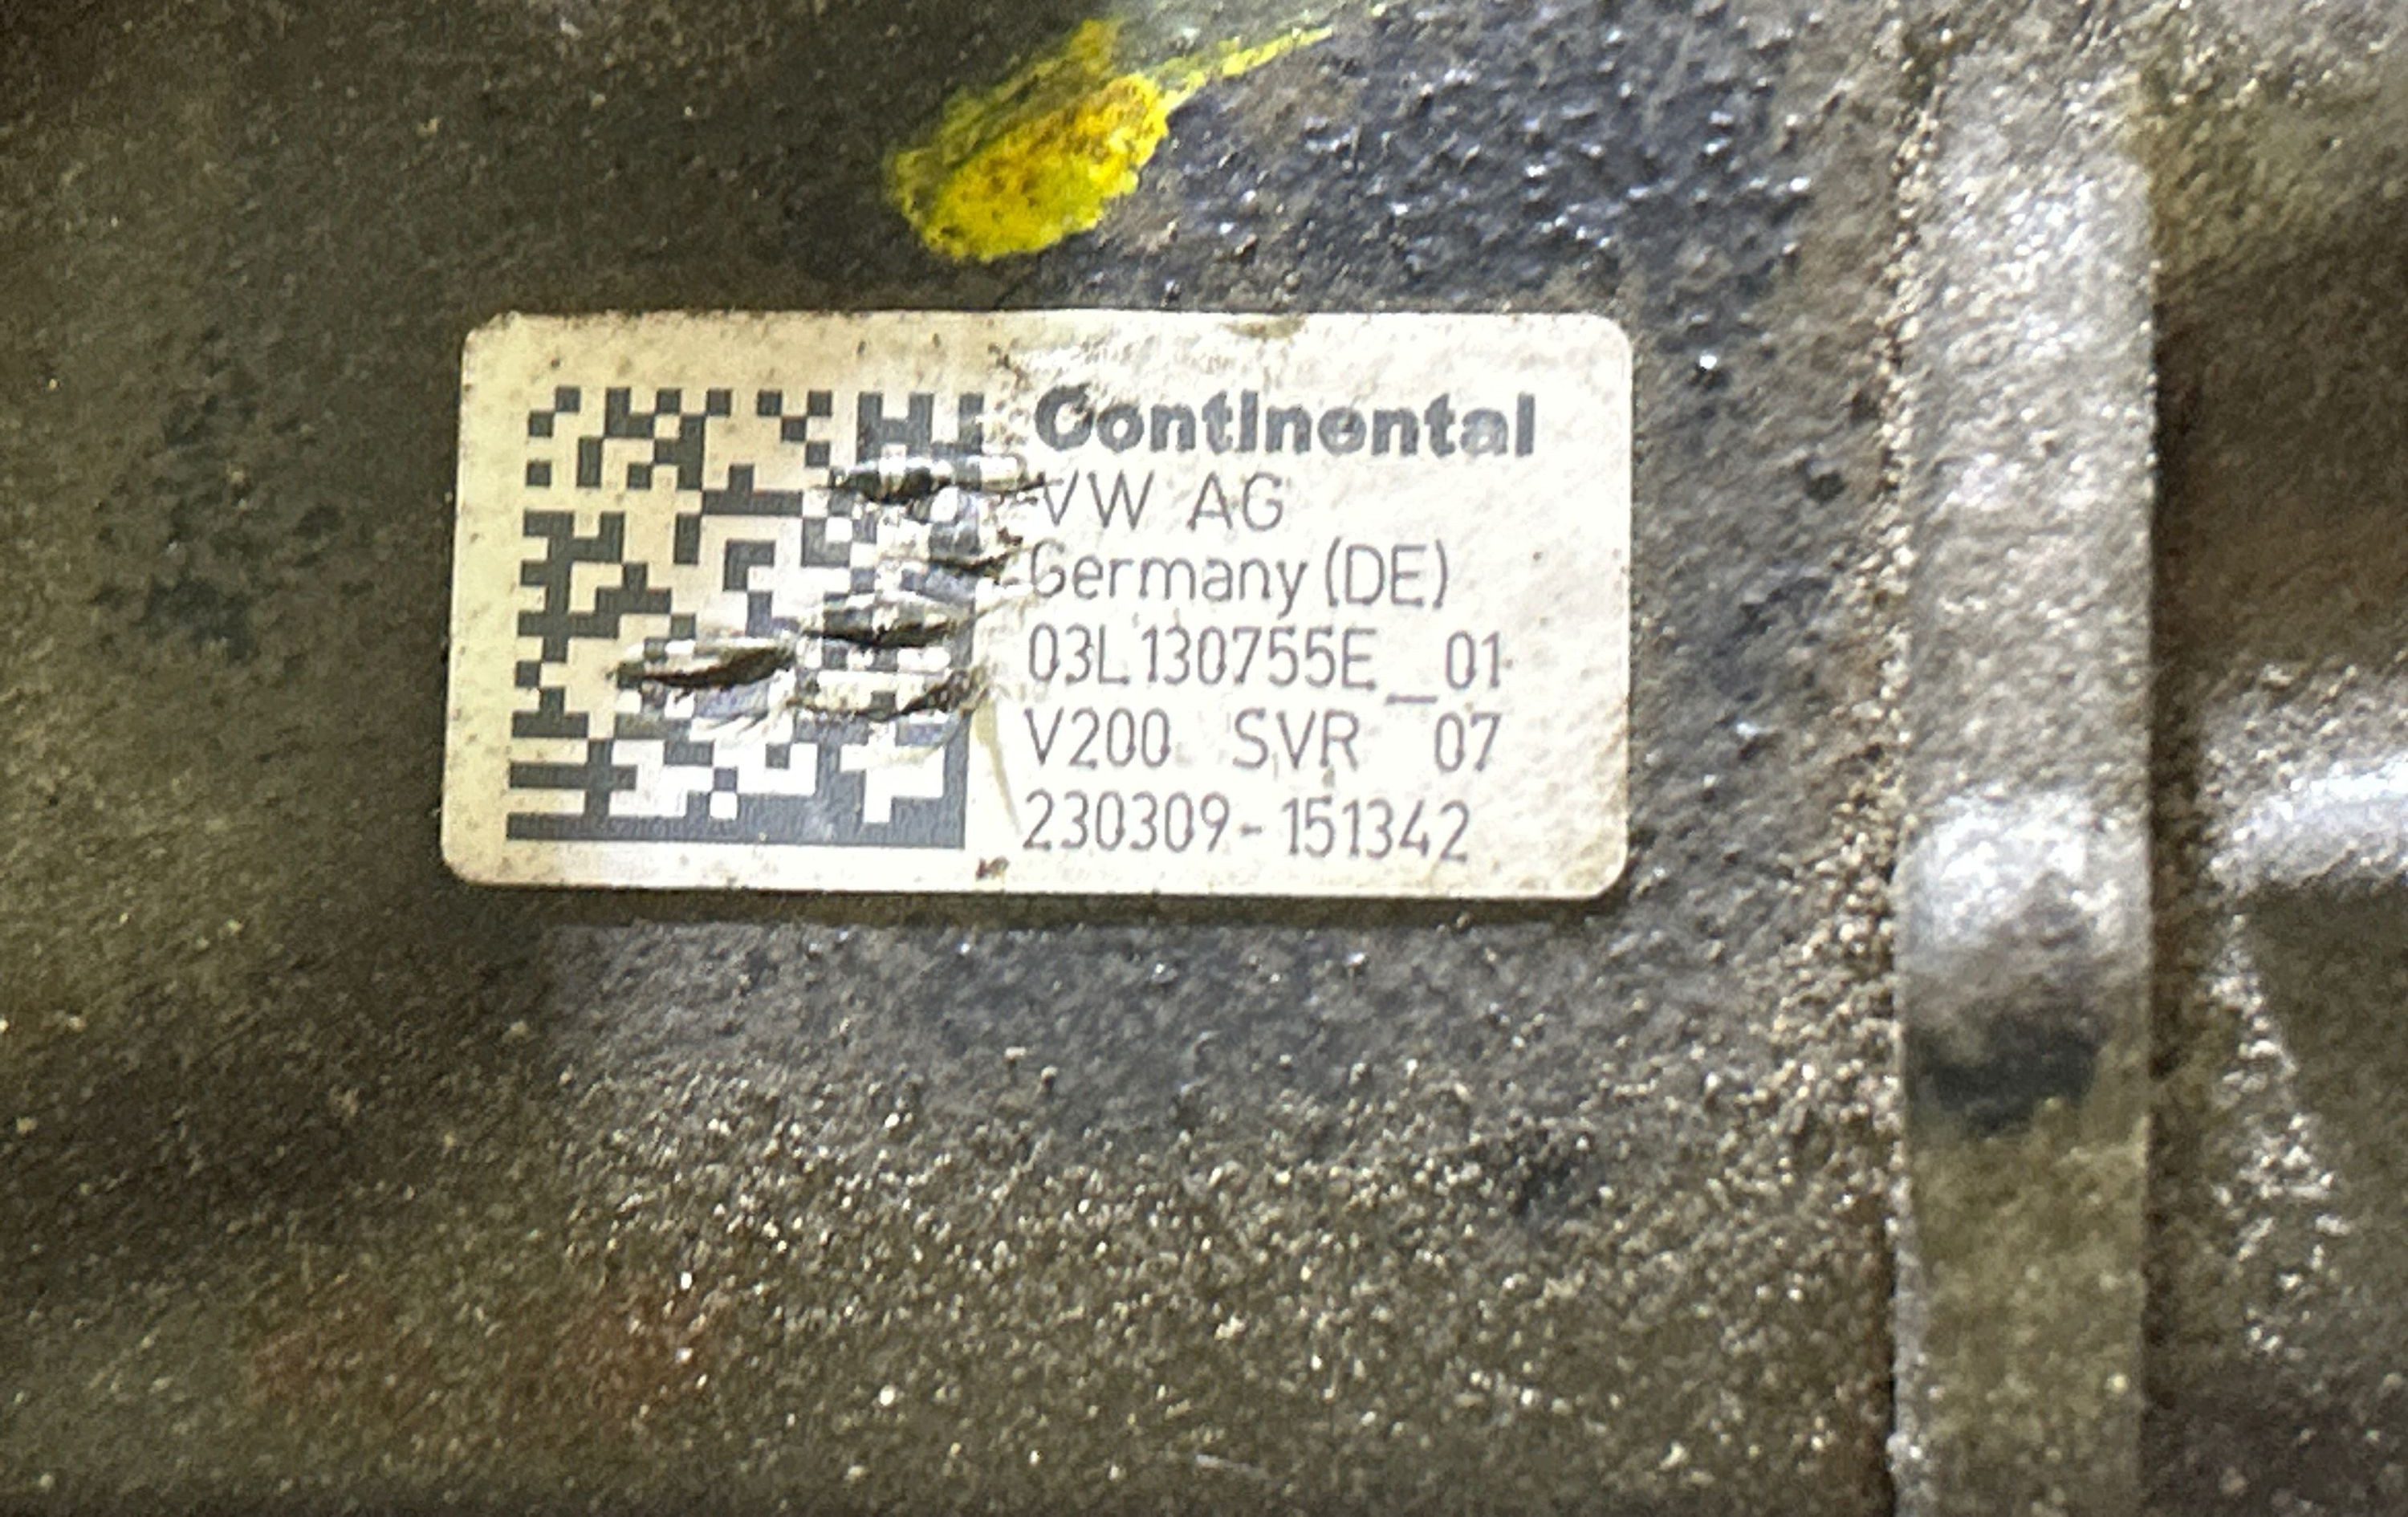 Continental
VW AG
Germany (DE)
03L130755E_01
V200 SVR 07
230309-151342